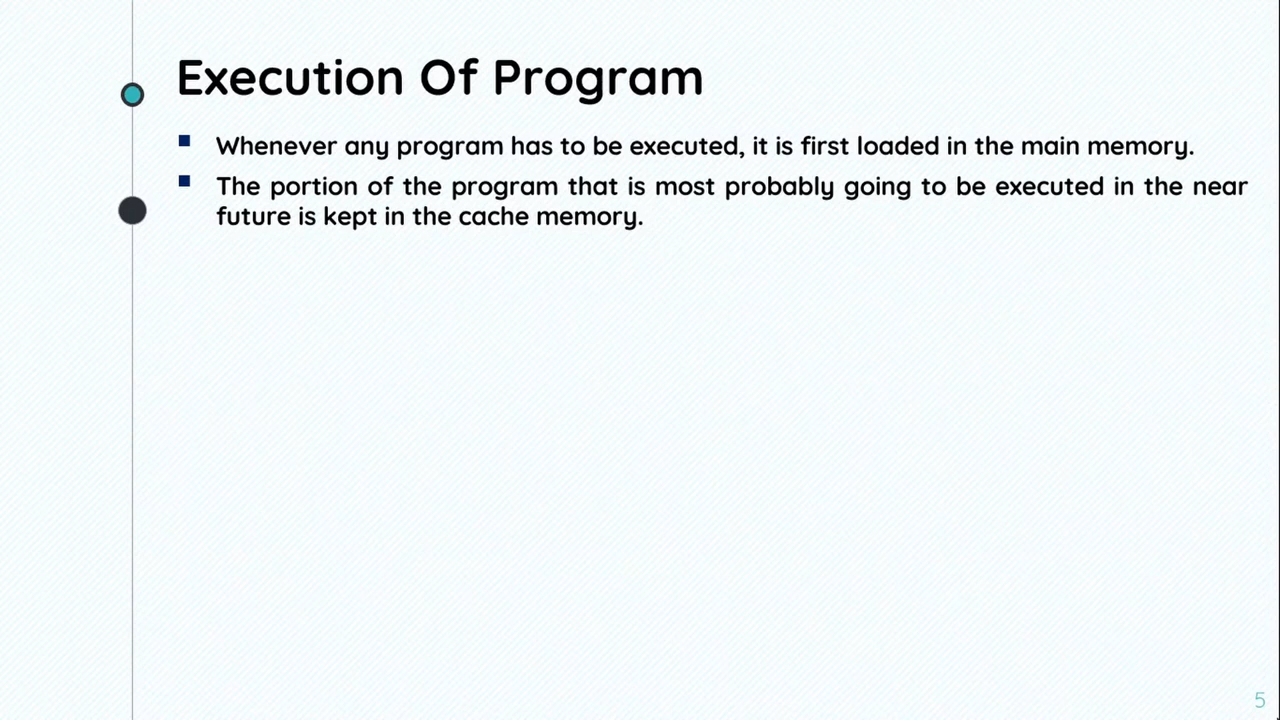 Execution Of Program
Whenever any program has to be executed, it is first loaded in the main memory.
The portion of the program that is most probably going to be executed in the near
future is kept in the cache memory.
5